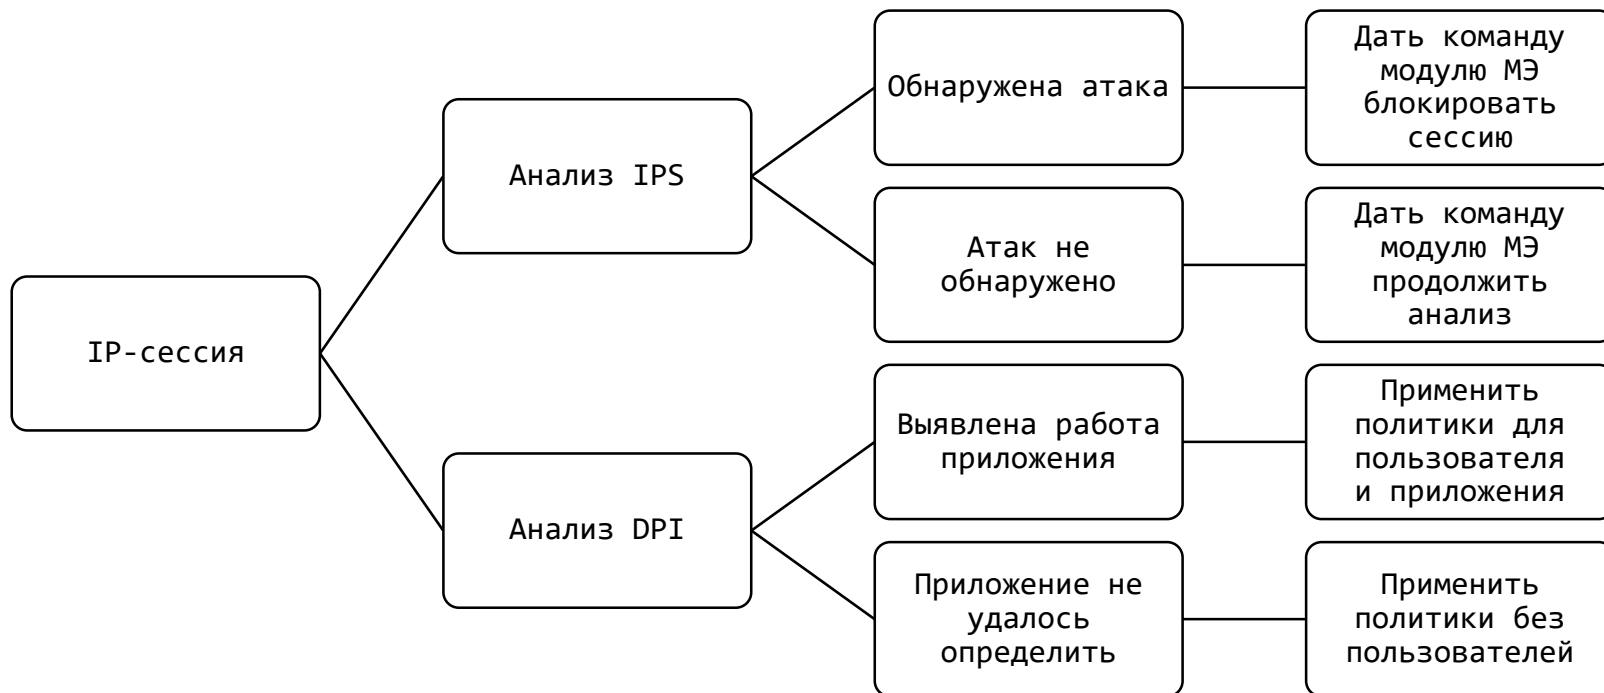 IP-сессия
Анализ IPS
Анализ DPI
Обнаружена атака
Атак не
обнаружено
Выявлена работа
приложения
Приложение не
удалось
определить
Дать команду
модулю МЭ
блокировать
сессию
Дать команду
модулю МЭ
продолжить
анализ
Применить
политики для
пользователя
и приложения
Применить
политики без
пользователей